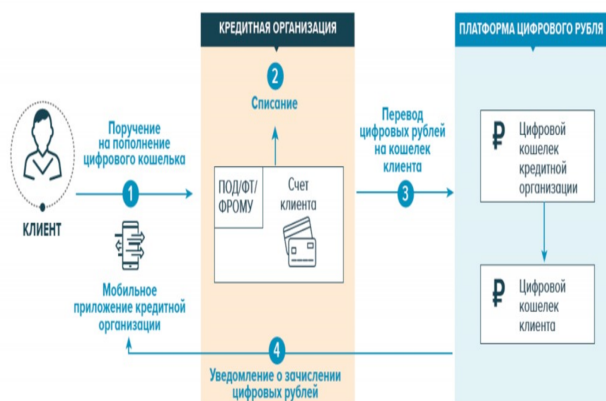 КРЕДИТНАЯ ОРГАНИЗАЦИЯ
ПЛАТФОРМА ЦИФРОВОГО РУБЛЯ
2
Списание
Поручение
на пополнение
цифрового кошелька
1
КЛИЕНТ
ПОД/ФТ/
ФРОМУ
Счет
клиента
Перевод
цифровых рублей
на кошелек
клиента
3
₽
Цифровой
кошелек
кредитной
организации
₽
Цифровой
кошелек
клиента
Мобильное
приложение кредитной
организации
4
Уведомление о зачислении
цифровых рублей